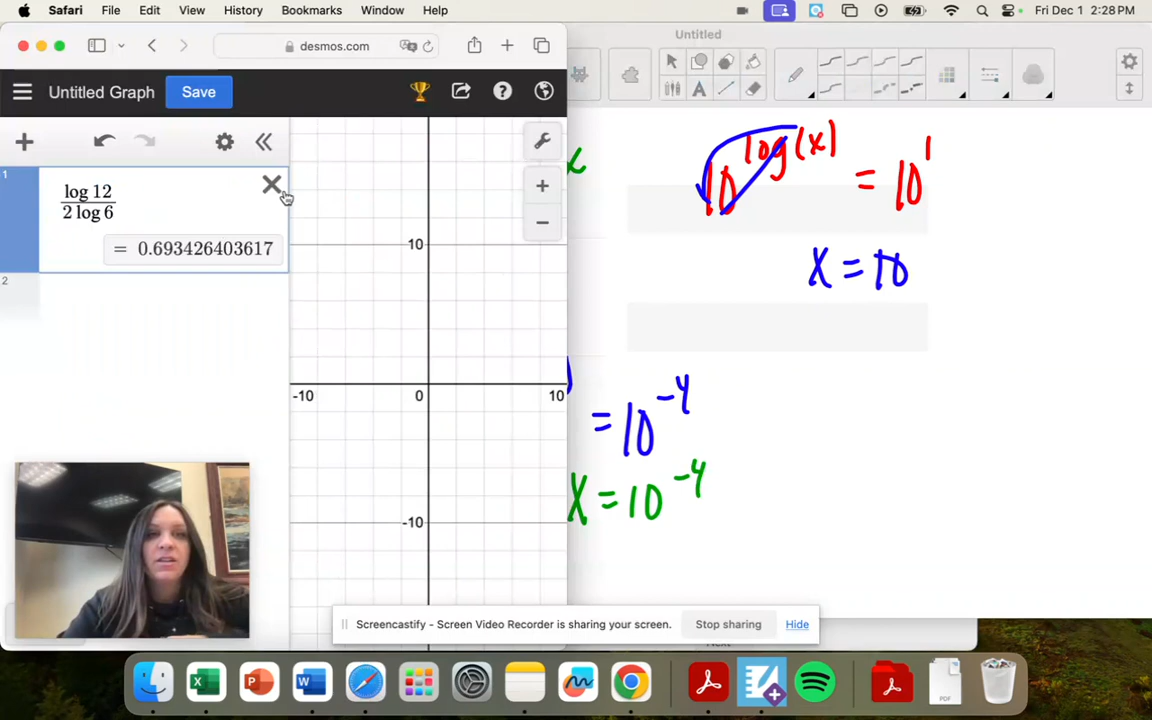 Safari File Edit View History Bookmarks Window Help Fri Dec 1 2:28 PM
desmos.com
Untitled
Untitled Graph Save
1
log 12
2 log 6
= 0.693426403617
2
10
-10 0 10
-10
x
10^log(x) = 10^1
x = 10
)
= 10^-4
x = 10^-4
Screencastify - Screen Video Recorder is sharing your screen. Stop sharing Hide
PDF